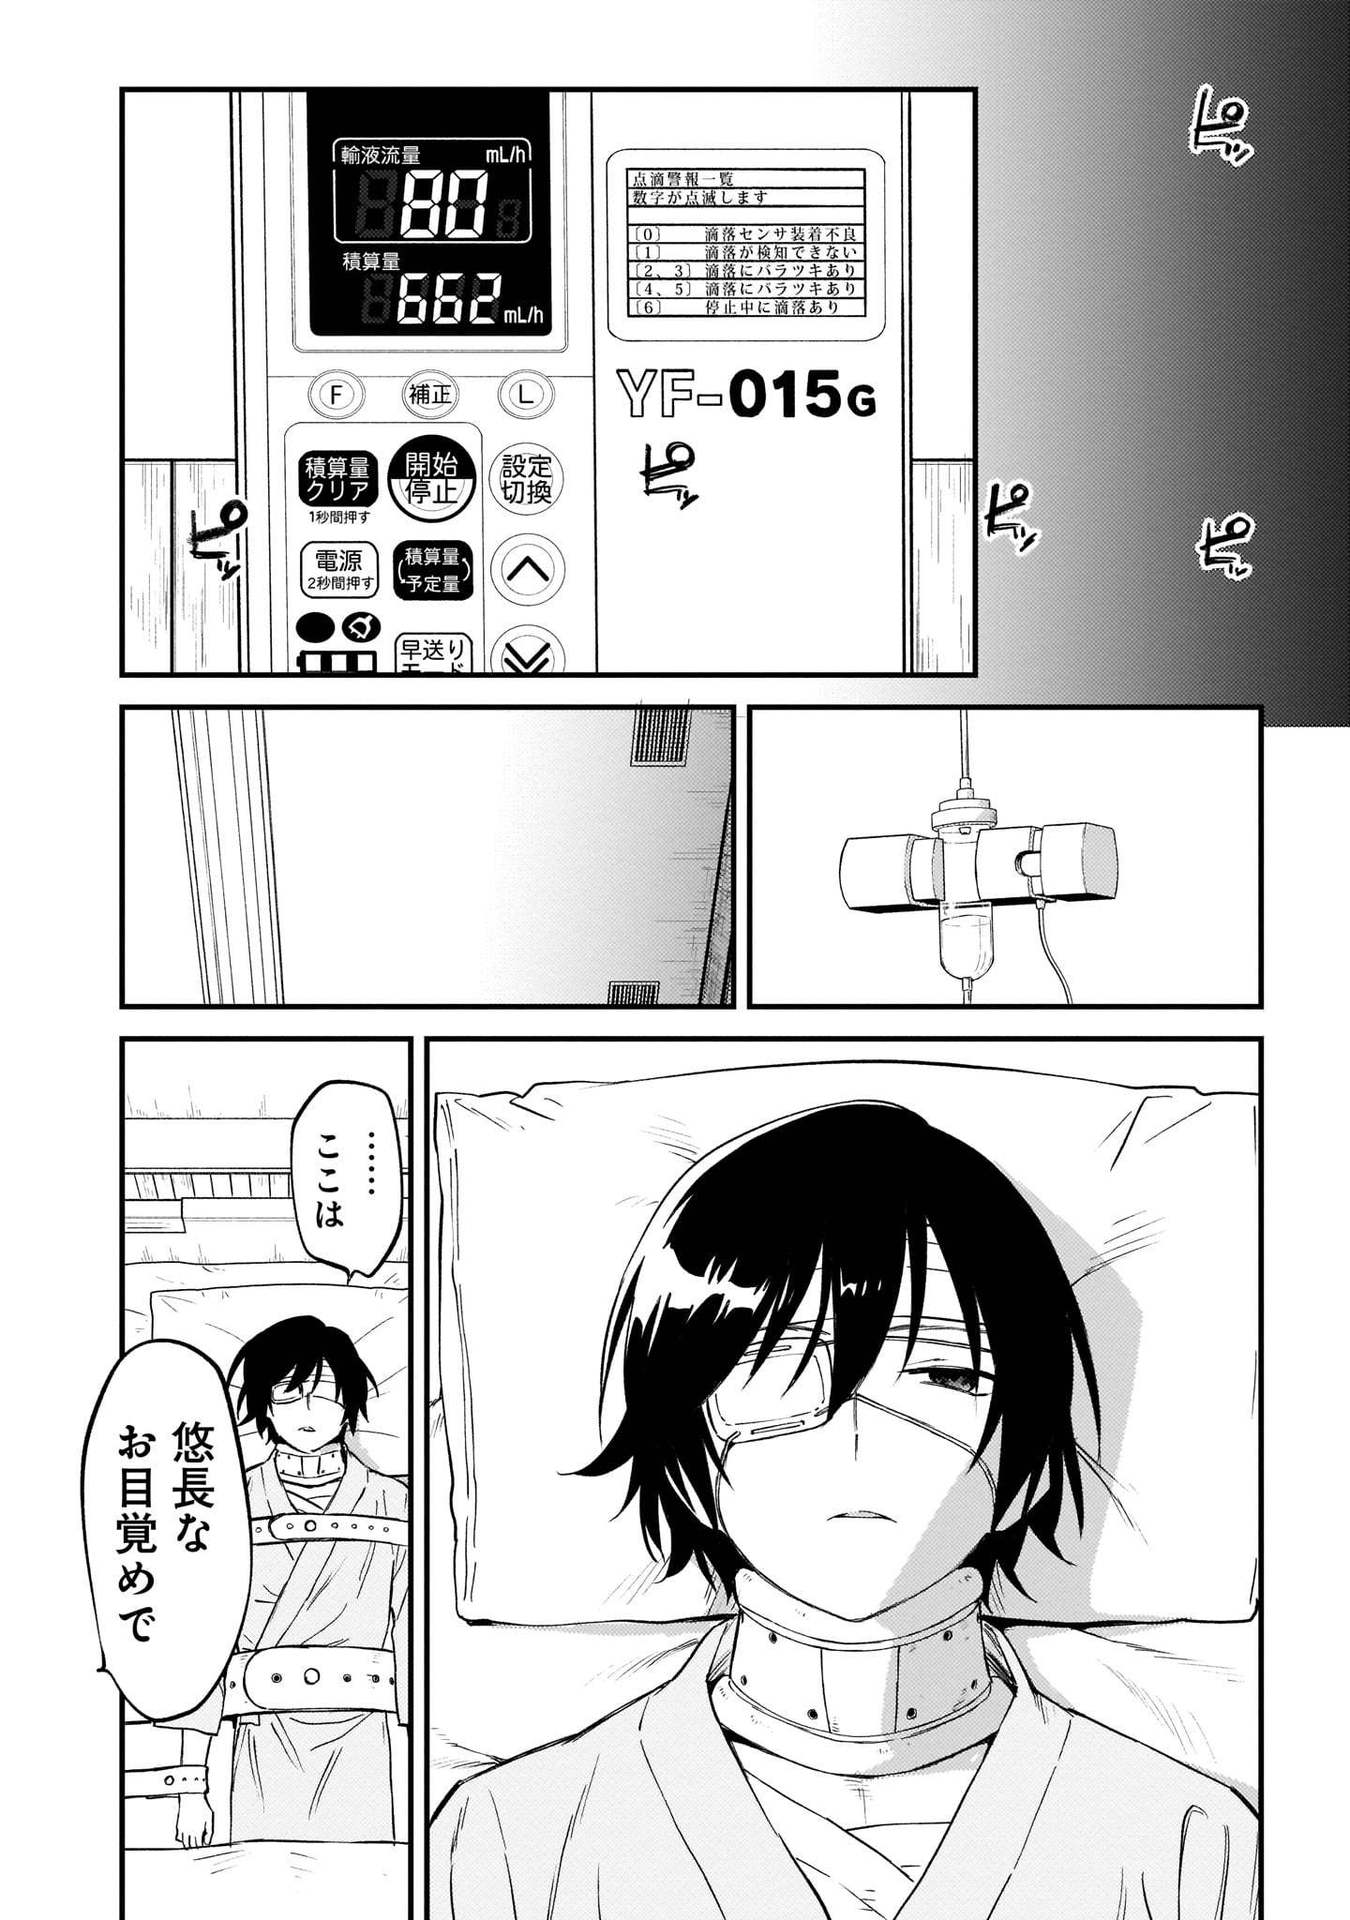 ピッ
ピッ
ピッ
ピッ
ピッ
輸液流量 mL/h
80
積算量
662 mL/h
点滴警報一覧
数字が点滅します
〔0〕 滴落センサ装着不良
〔1〕 滴落が検知できない
〔2、3〕 滴落にバラツキあり
〔4、5〕 滴落にバラツキあり
〔6〕 停止中に滴落あり
YF-015G
F
補正
L
積算量
クリア
1秒間押す
開始
停止
設定
切換
電源
2秒間押す
積算量
予定量
早送り
モード
……
ここは
悠長な
お目覚めで